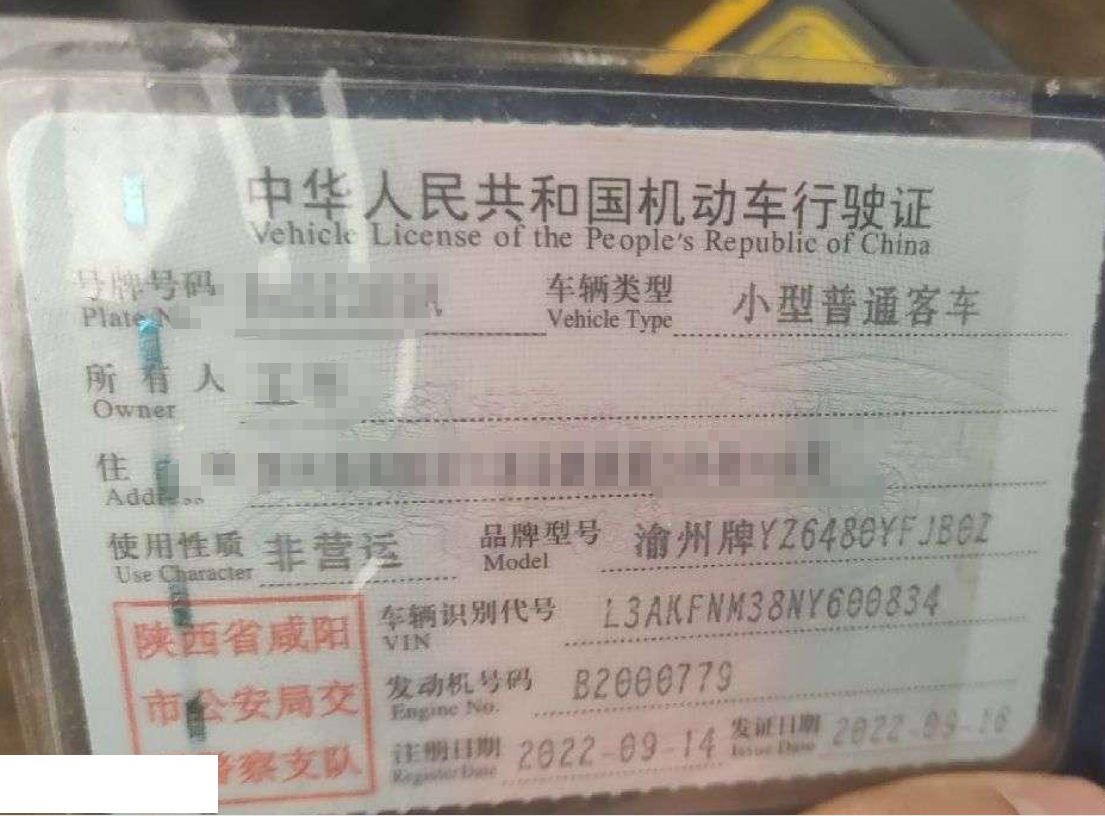 中华人民共和国机动车行驶证
Vehicle License of the People's Republic of China
号牌号码 车辆类型 小型普通客车
Plate Vehicle Type
所有人
Owner
住
使用性质 非营运 品牌型号 渝州牌YZ6480YFJB0Z
Use Character Model
车辆识别代号 L3AKFNM38NY600834
VIN
陕西省咸阳
市公安局交
警察支队
发动机号码 B2000779
Engine No.
注册日期 2022-09-14 发证日期 2022-09-16
Register Date Issue Date